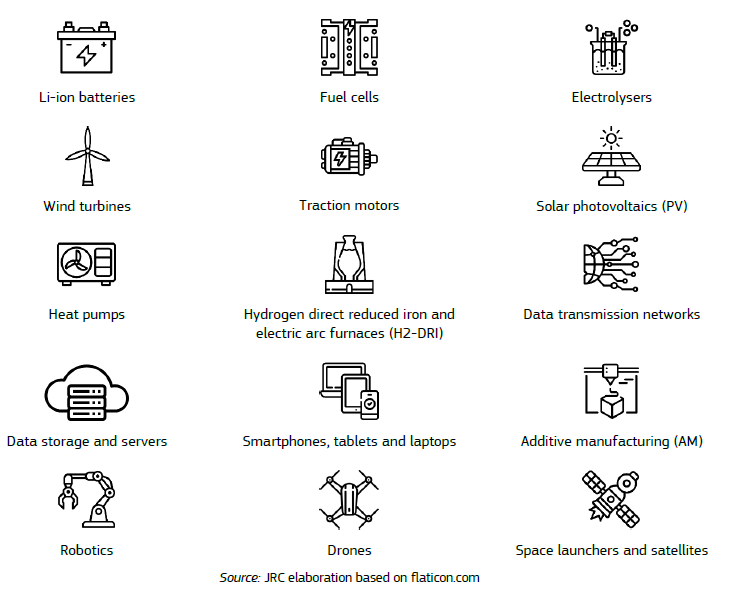 Li-ion batteries
Fuel cells
Electrolysers
Wind turbines
Traction motors
Solar photovoltaics (PV)
Heat pumps
Hydrogen direct reduced iron and
electric arc furnaces (H2-DRI)
Data transmission networks
Data storage and servers
Smartphones, tablets and laptops
Additive manufacturing (AM)
Robotics
Drones
Space launchers and satellites
Source: JRC elaboration based on flaticon.com